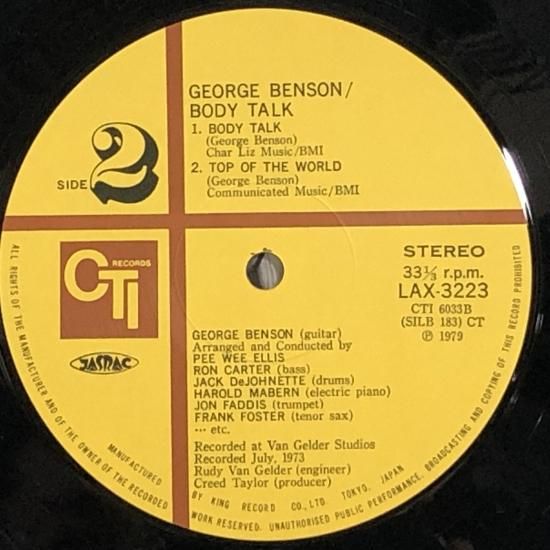 GEORGE BENSON/
BODY TALK
1. BODY TALK
(George Benson)
Char Liz Music/BMI
2. TOP OF THE WORLD
(George Benson)
Communicated Music/BMI
SIDE 2
CTI RECORDS
JASRAC
STEREO
33⅓ r.p.m.
LAX-3223
CTI 6033B
(SILB 183) CT
Ⓟ 1979
GEORGE BENSON (guitar)
Arranged and Conducted by
PEE WEE ELLIS
RON CARTER (bass)
JACK DeJOHNETTE (drums)
HAROLD MABERN (electric piano)
JON FADDIS (trumpet)
FRANK FOSTER (tenor sax)
… etc.
Recorded at Van Gelder Studios
Recorded July, 1973
Rudy Van Gelder (engineer)
Creed Taylor (producer)
MANUFACTURED BY KING RECORD CO., LTD. TOKYO, JAPAN
ALL RIGHTS OF THE MANUFACTURER AND OF THE OWNER OF THE RECORDED WORK RESERVED. UNAUTHORISED PUBLIC PERFORMANCE, BROADCASTING AND COPYING OF THIS RECORD PROHIBITED